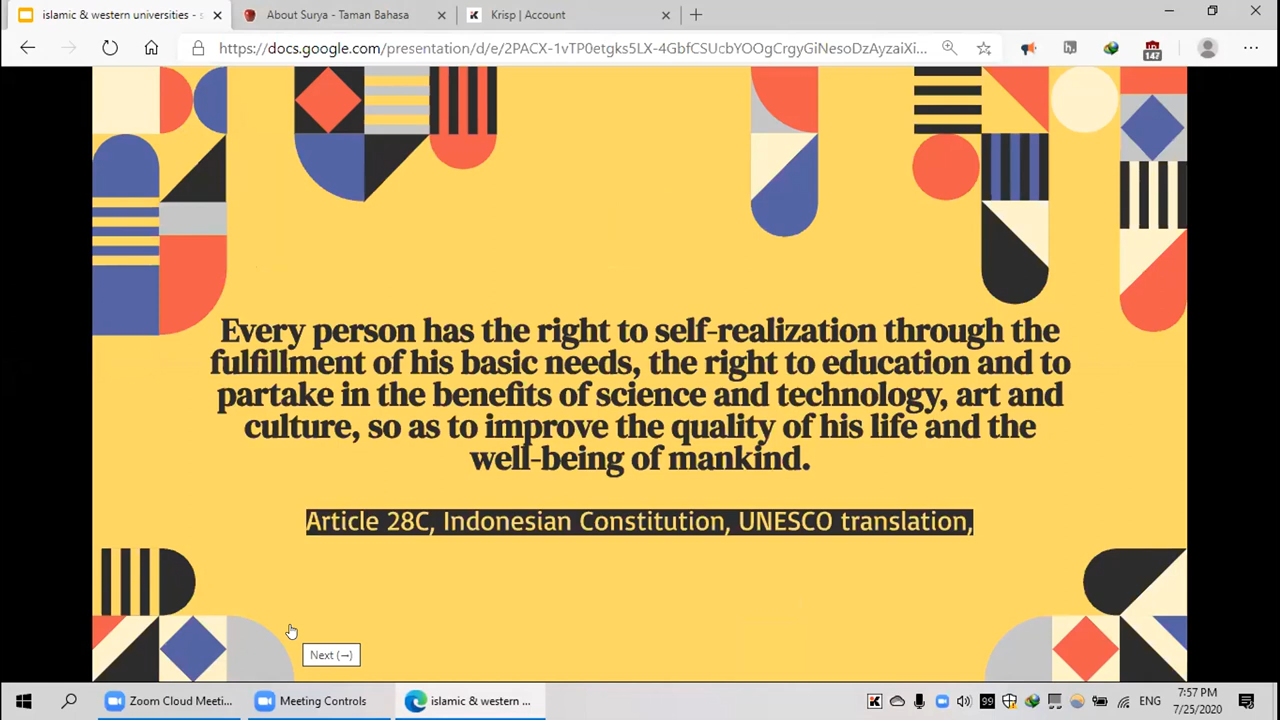 islamic & western universities - s
About Surya - Taman Bahasa
Krisp | Account
https://docs.google.com/presentation/d/e/2PACX-1vTP0etgks5LX-4GbfCSUcbYOOgCrgyGiNesoDzAyzaiXi...
147
Every person has the right to self-realization through the
fulfillment of his basic needs, the right to education and to
partake in the benefits of science and technology, art and
culture, so as to improve the quality of his life and the
well-being of mankind.
Article 28C, Indonesian Constitution, UNESCO translation,
Next (→)
Zoom Cloud Meeti...
Meeting Controls
islamic & western ...
99
ENG
7:57 PM
7/25/2020